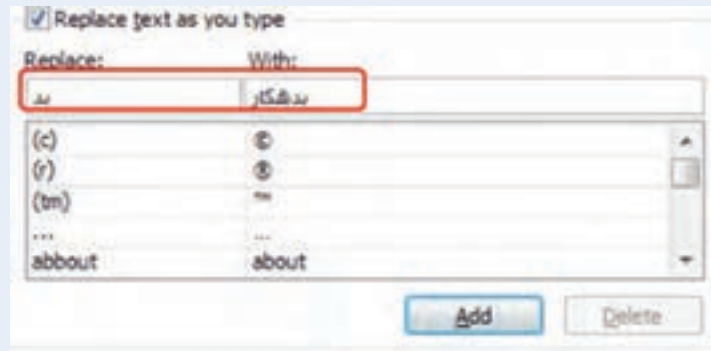 Replace text as you type
Replace: With:
بد بدهکار
(c) ©
(r) ®
(tm) ™
... ...
abbout about
Add Delete